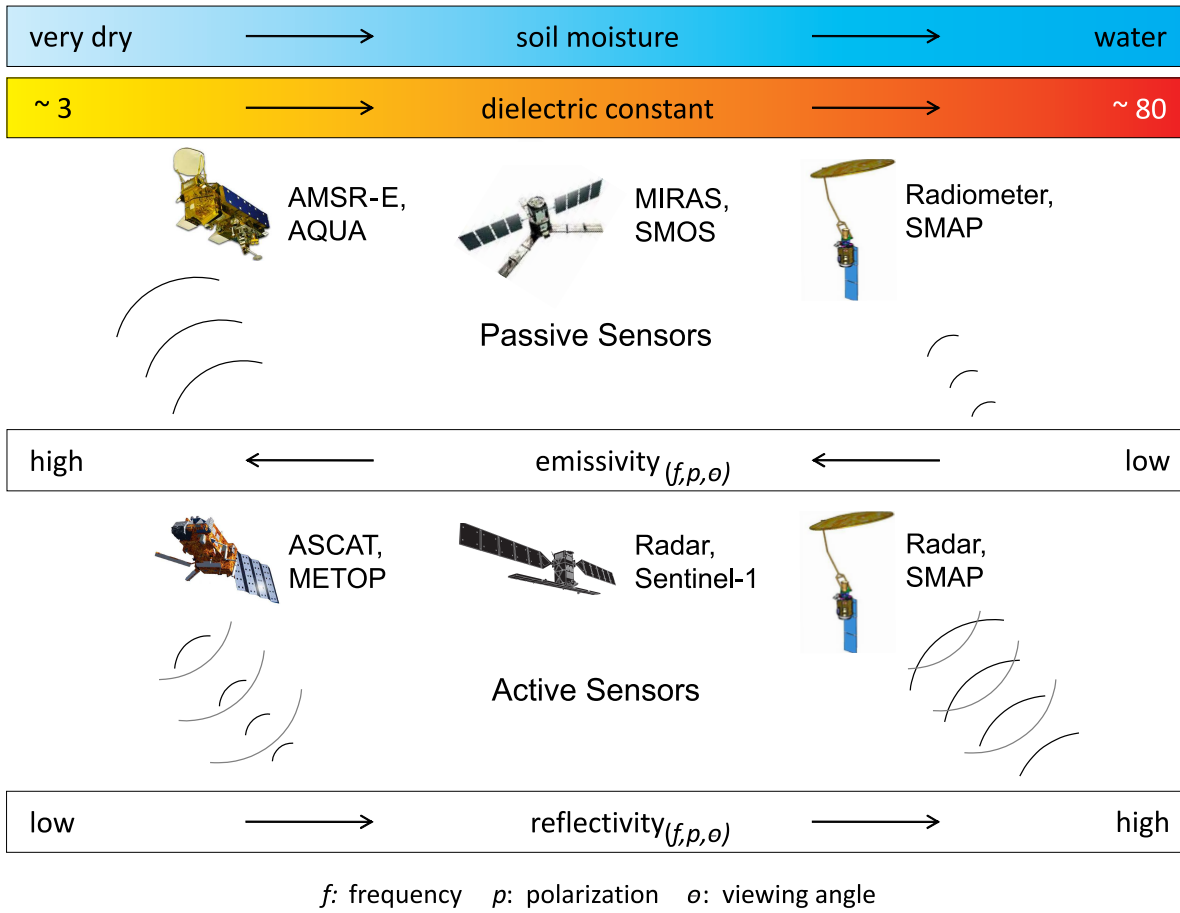 very dry → soil moisture → water
~ 3 → dielectric constant → ~ 80
AMSR-E,
AQUA
MIRAS,
SMOS
Radiometer,
SMAP
Passive Sensors
high ← emissivity (f,p,ɵ) ← low
ASCAT,
METOP
Radar,
Sentinel-1
Radar,
SMAP
Active Sensors
low → reflectivity (f,p,ɵ) → high
f: frequency p: polarization ɵ: viewing angle